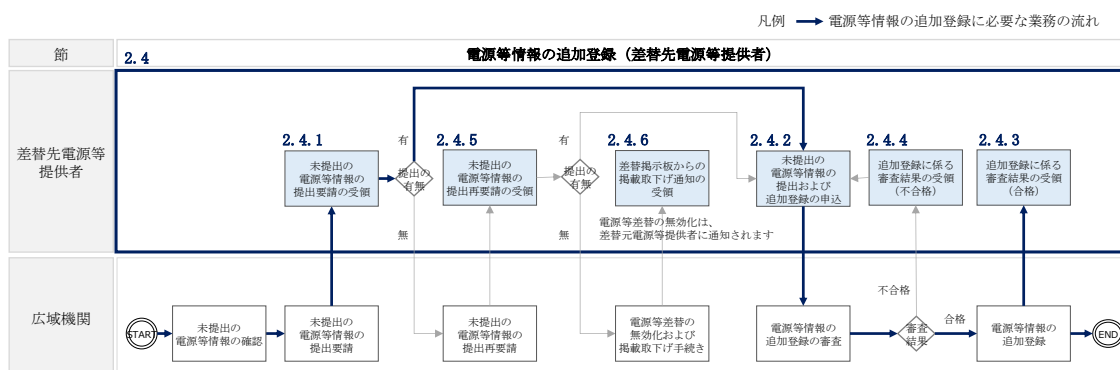 凡例 電源等情報の追加登録に必要な業務の流れ
節
2.4
電源等情報の追加登録（差替先電源等提供者）
差替先電源等
提供者
2.4.1
未提出の
電源等情報の
提出要請の受領
有
提出の
有無
無
2.4.5
未提出の
電源等情報の
提出再要請の受領
有
提出の
有無
無
2.4.6
差替掲示板からの
掲載取下げ通知の
受領
電源等差替の無効化は、
差替元電源等提供者に通知されます
2.4.2
未提出の
電源等情報の
提出および
追加登録の申込
2.4.4
追加登録に係る
審査結果の受領
（不合格）
2.4.3
追加登録に係る
審査結果の受領
（合格）
広域機関
START
未提出の
電源等情報の確認
未提出の
電源等情報の
提出要請
未提出の
電源等情報の
提出再要請
電源等差替の
無効化および
掲載取下げ手続き
電源等情報の
追加登録の審査
不合格
審査
結果
合格
電源等情報の
追加登録
END